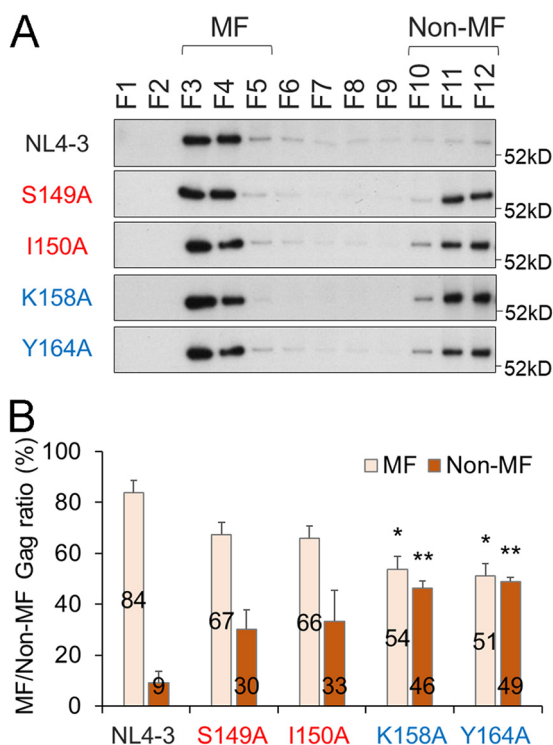 A
MF Non-MF
F1 F2 F3 F4 F5 F6 F7 F8 F9 F10 F11 F12
NL4-3 52kD
S149A 52kD
I150A 52kD
K158A 52kD
Y164A 52kD
B
MF/Non-MF Gag ratio (%)
100
80
60
40
20
0
MF Non-MF
* ** * **
84 9 67 30 66 33 54 46 51 49
NL4-3 S149A I150A K158A Y164A